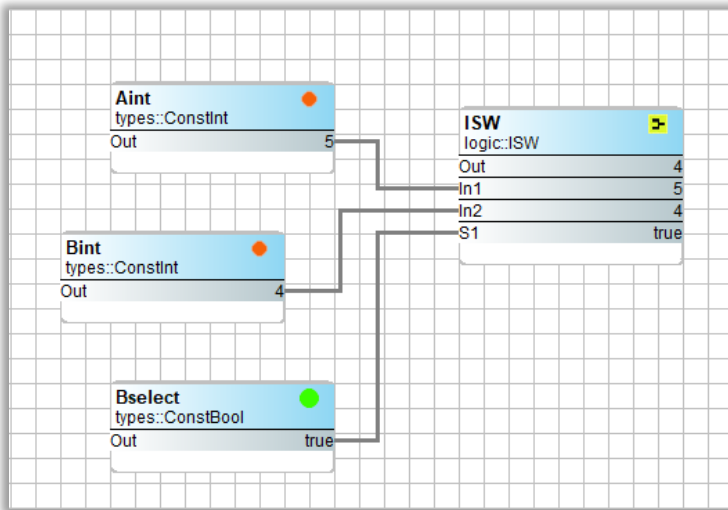 Aint
types::ConstInt
Out 5
ISW
logic::ISW
Out 4
In1 5
In2 4
S1 true
Bint
types::ConstInt
Out 4
Bselect
types::ConstBool
Out true